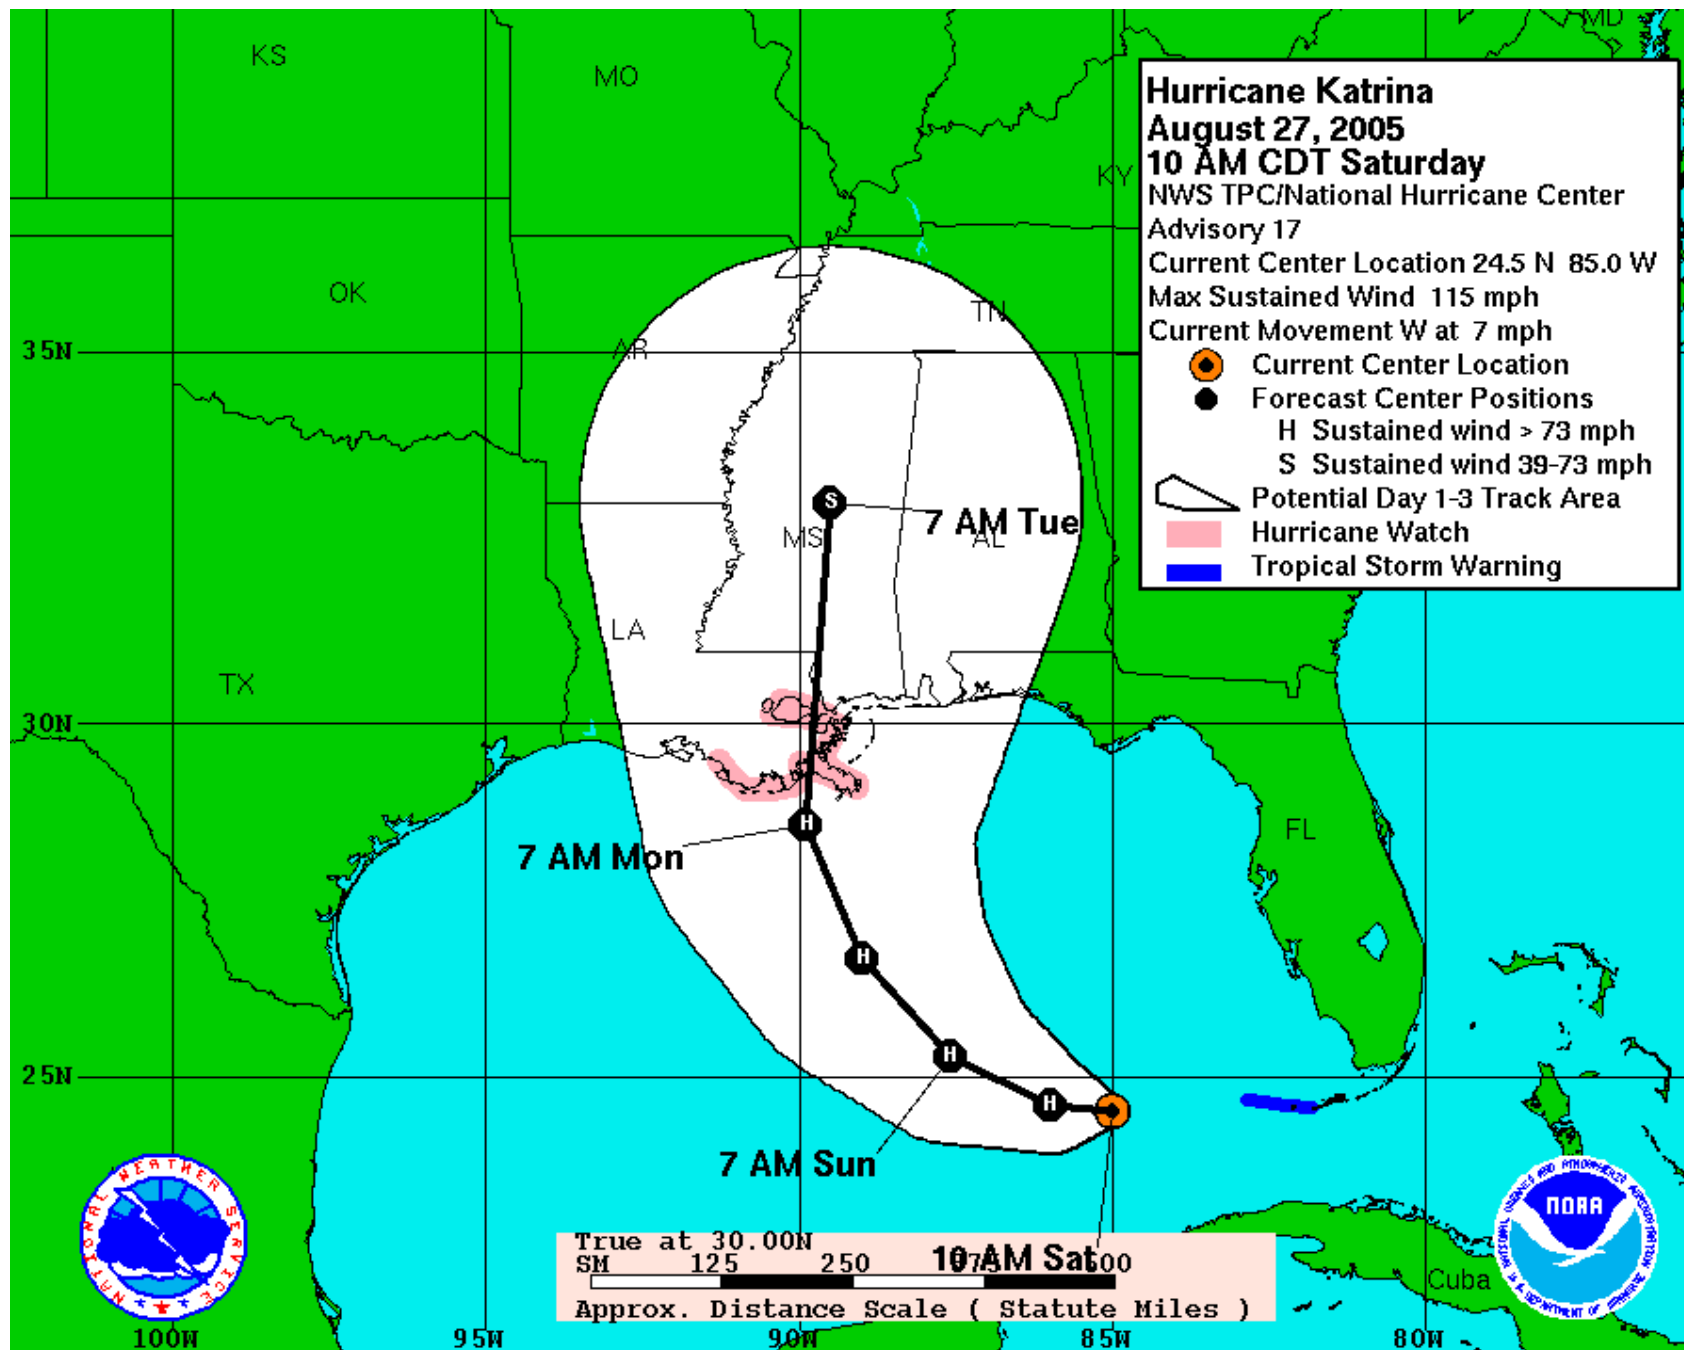 KS
MO
MD
Hurricane Katrina
August 27, 2005
10 AM CDT Saturday
KY
NWS TPC/National Hurricane Center
Advisory 17
Current Center Location 24.5 N 85.0 W
OK
Max Sustained Wind 115 mph
TN
Current Movement W at 7 mph
35N
AR
Current Center Location
Forecast Center Positions
H Sustained wind > 73 mph
S Sustained wind 39-73 mph
S
Potential Day 1-3 Track Area
7 AM Tue
MS
AL
Hurricane Watch
Tropical Storm Warning
LA
TX
30N
H
FL
7 AM Mon
H
H
25N
H
7 AM Sun
NATIONAL WEATHER SERVICE
NOAA
True at 30.00N
SM 125 250
10 AM Sat
Cuba
Approx. Distance Scale ( Statute Miles )
100W 95W 90W 85W 80W